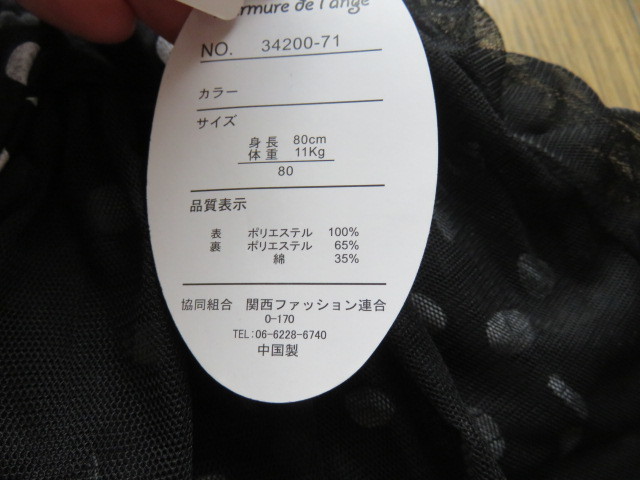 de l'ange
NO. 34200-71
カラー
サイズ
身長 80cm
体重 11Kg
80
品質表示
表 ポリエステル 100%
裏 ポリエステル 65%
綿 35%
協同組合 関西ファッション連合
0-170
TEL:06-6228-6740
中国製